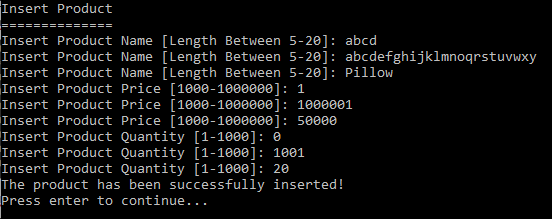 Insert Product
==============
Insert Product Name [Length Between 5-20]: abcd
Insert Product Name [Length Between 5-20]: abcdefghijklmnoqrstuvwxy
Insert Product Name [Length Between 5-20]: Pillow
Insert Product Price [1000-1000000]: 1
Insert Product Price [1000-1000000]: 1000001
Insert Product Price [1000-1000000]: 50000
Insert Product Quantity [1-1000]: 0
Insert Product Quantity [1-1000]: 1001
Insert Product Quantity [1-1000]: 20
The product has been successfully inserted!
Press enter to continue...